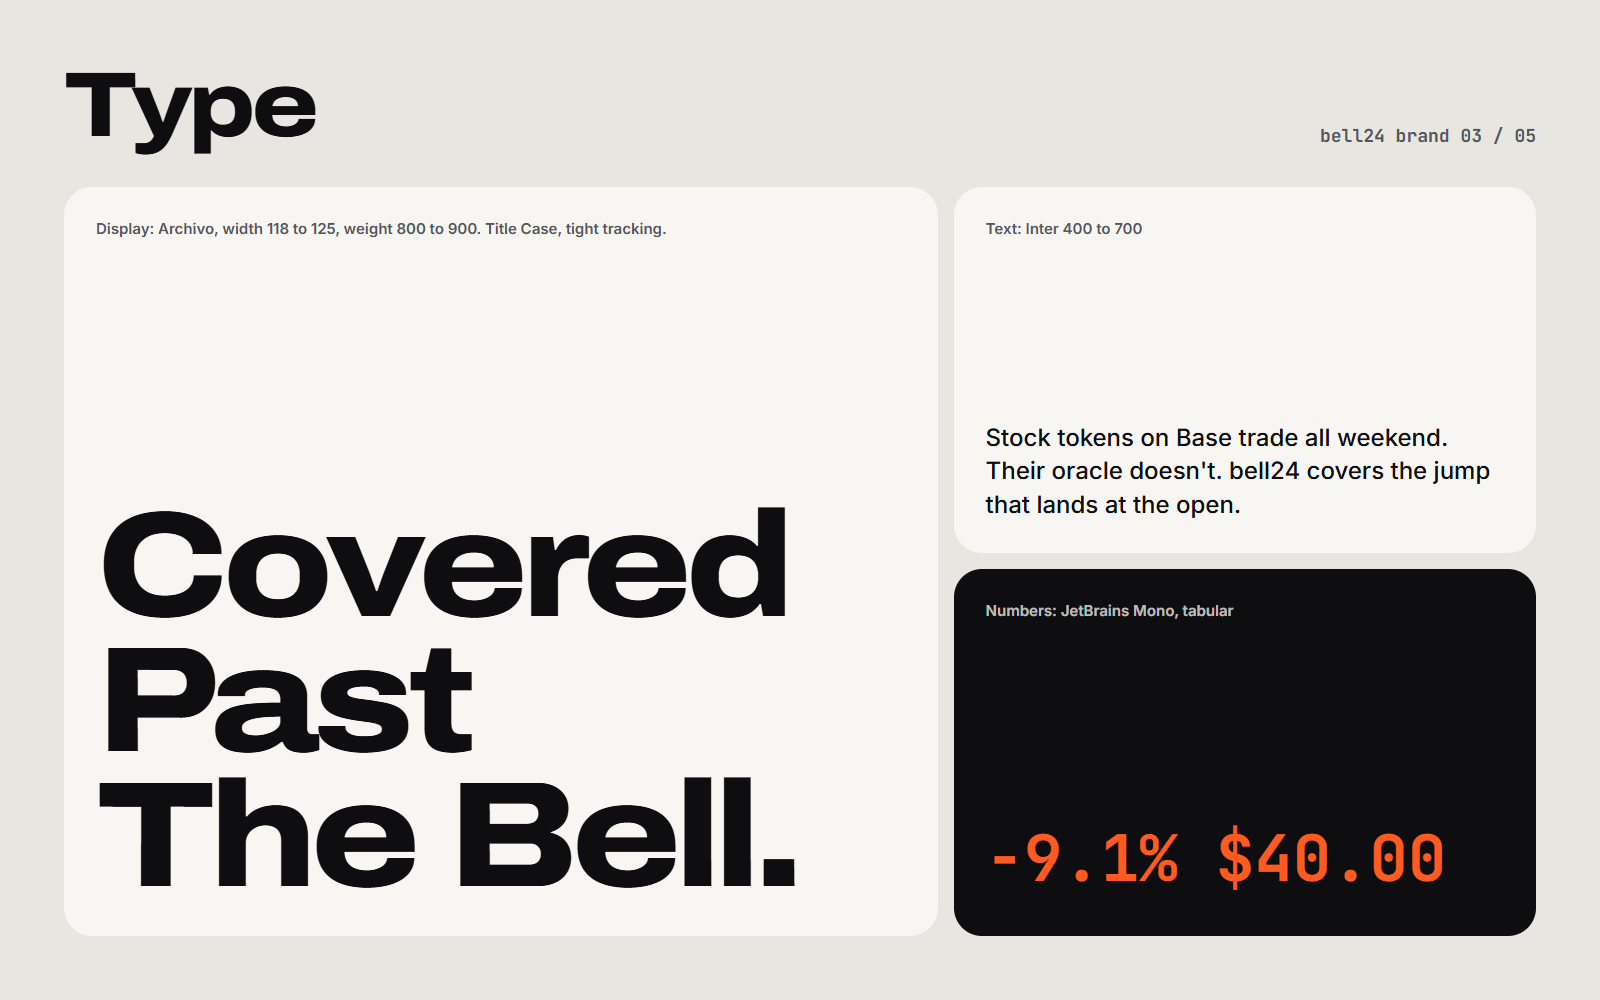 Type
bell24 brand 03 / 05
Display: Archivo, width 118 to 125, weight 800 to 900. Title Case, tight tracking.
Covered
Past
The Bell.
Text: Inter 400 to 700
Stock tokens on Base trade all weekend.
Their oracle doesn't. bell24 covers the jump
that lands at the open.
Numbers: JetBrains Mono, tabular
-9.1% $40.00